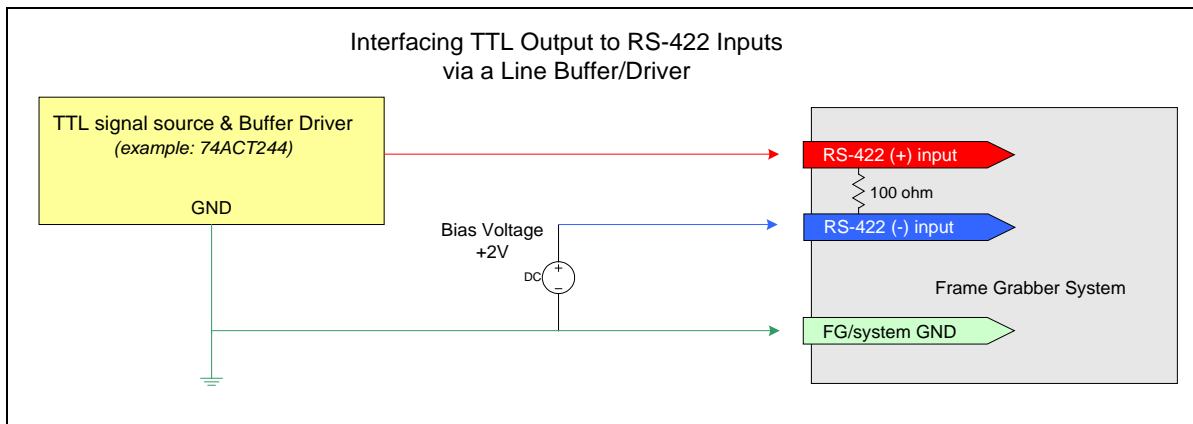 Interfacing TTL Output to RS-422 Inputs
via a Line Buffer/Driver
TTL signal source & Buffer Driver
(example: 74ACT244)
GND
RS-422 (+) input
100 ohm
RS-422 (-) input
Bias Voltage
+2V
DC
+
−
Frame Grabber System
FG/system GND